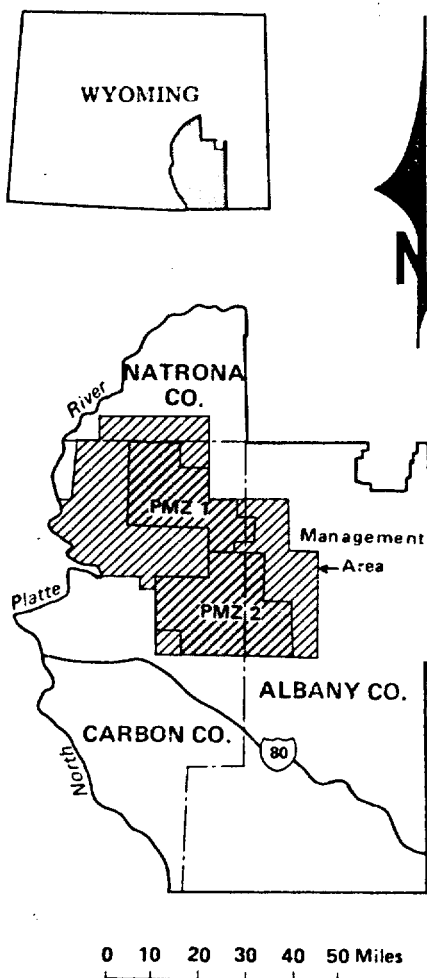 WYOMING
N
NATRONA
CO.
River
PMZ 1
Management
Area
Platte
PMZ 2
ALBANY CO.
CARBON CO.
80
North
0 10 20 30 40 50 Miles